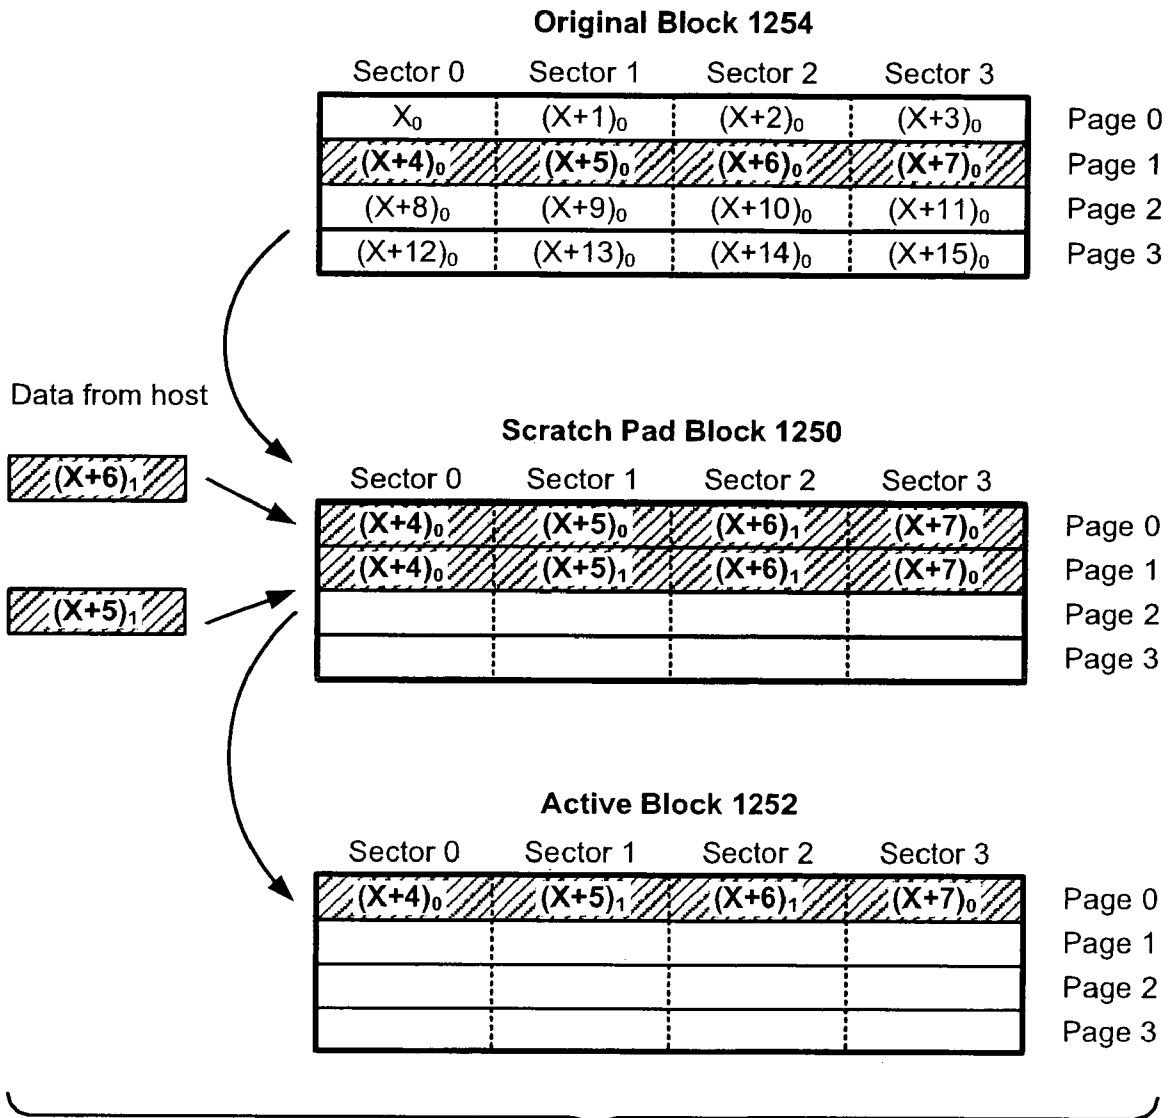 Original Block 1254
Sector 0 Sector 1 Sector 2 Sector 3
X₀ (X+1)₀ (X+2)₀ (X+3)₀ Page 0
(X+4)₀ (X+5)₀ (X+6)₀ (X+7)₀ Page 1
(X+8)₀ (X+9)₀ (X+10)₀ (X+11)₀ Page 2
(X+12)₀ (X+13)₀ (X+14)₀ (X+15)₀ Page 3
Data from host
(X+6)₁
(X+5)₁
Scratch Pad Block 1250
Sector 0 Sector 1 Sector 2 Sector 3
(X+4)₀ (X+5)₀ (X+6)₁ (X+7)₀ Page 0
(X+4)₀ (X+5)₁ (X+6)₁ (X+7)₀ Page 1
Page 2
Page 3
Active Block 1252
Sector 0 Sector 1 Sector 2 Sector 3
(X+4)₀ (X+5)₁ (X+6)₁ (X+7)₀ Page 0
Page 1
Page 2
Page 3